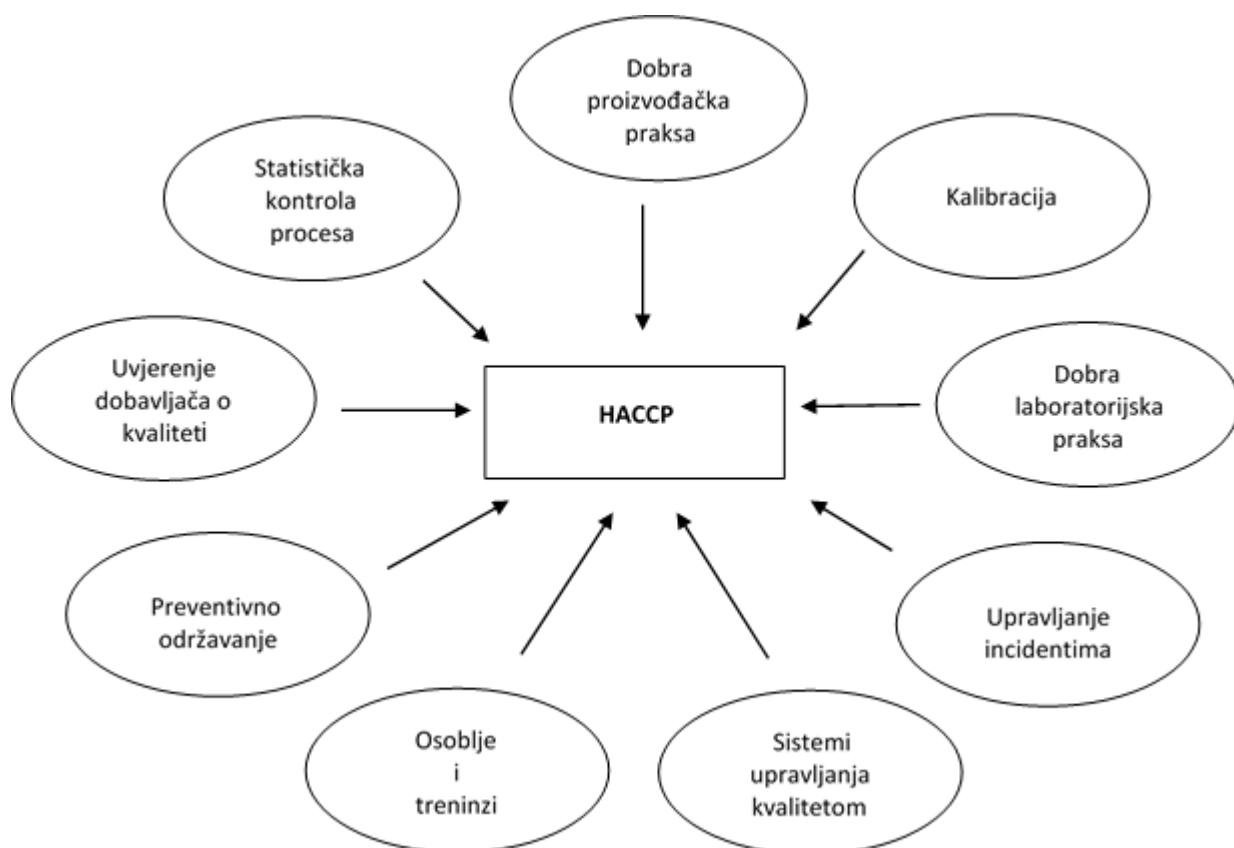 Dobra
proizvođačka
praksa
Statistička
kontrola
procesa
Kalibracija
Uvjerenje
dobavljača o
kvaliteti
HACCP
Dobra
laboratorijska
praksa
Preventivno
održavanje
Upravljanje
incidentima
Osoblje
i
treninzi
Sistemi
upravljanja
kvalitetom